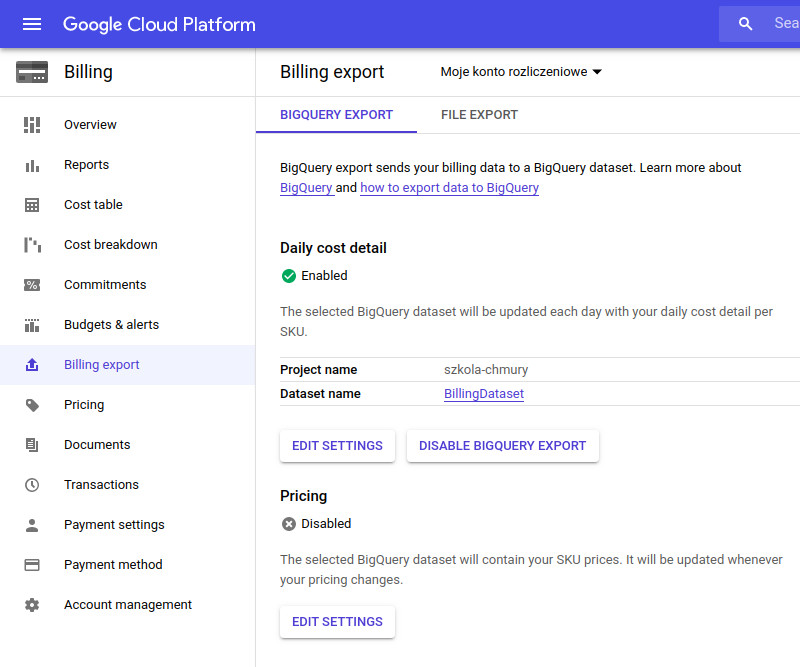 Google Cloud Platform
Sea
Billing
Billing export
Moje konto rozliczeniowe
BIGQUERY EXPORT
FILE EXPORT
Overview
Reports
Cost table
Cost breakdown
Commitments
Budgets & alerts
Billing export
Pricing
Documents
Transactions
Payment settings
Payment method
Account management
BigQuery export sends your billing data to a BigQuery dataset. Learn more about
BigQuery and how to export data to BigQuery
Daily cost detail
Enabled
The selected BigQuery dataset will be updated each day with your daily cost detail per
SKU.
Project name szkola-chmury
Dataset name BillingDataset
EDIT SETTINGS
DISABLE BIGQUERY EXPORT
Pricing
Disabled
The selected BigQuery dataset will contain your SKU prices. It will be updated whenever
your pricing changes.
EDIT SETTINGS